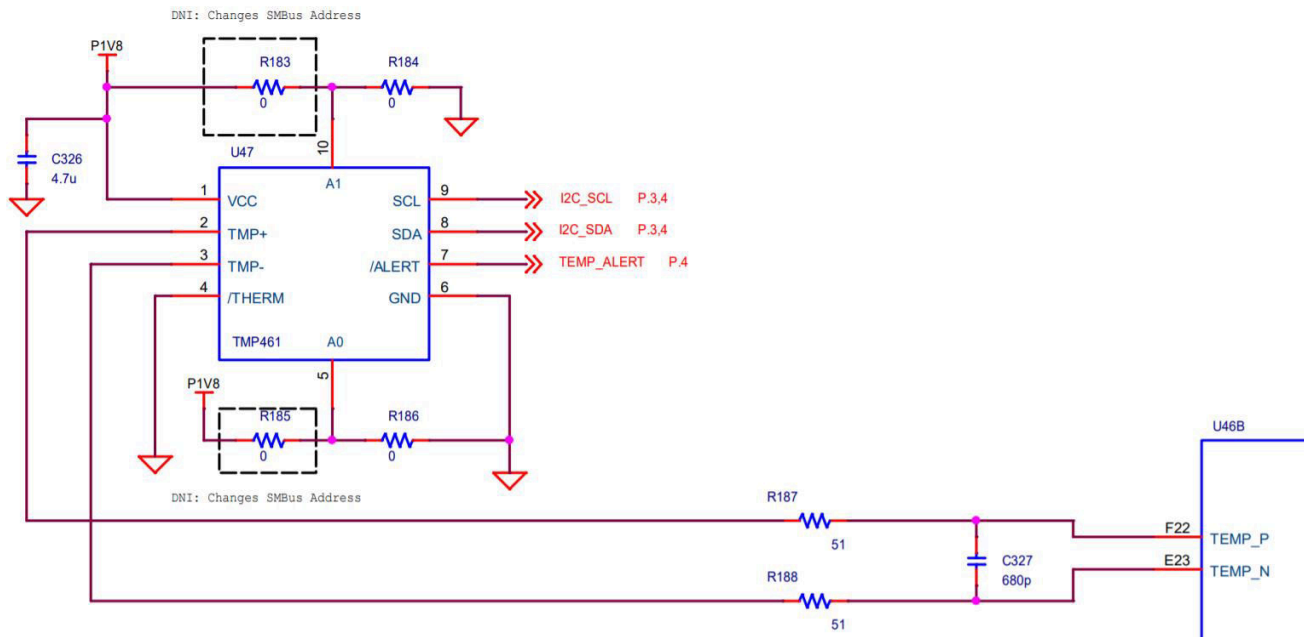 DNI: Changes SMBus Address
P1V8
R183
R184
0
0
C326
4.7u
U47
10
A1
1
VCC
SCL
9
I2C_SCL P.3,4
2
TMP+
SDA
8
I2C_SDA P.3,4
3
TMP-
/ALERT
7
TEMP_ALERT P.4
4
/THERM
GND
6
TMP461
A0
5
P1V8
R185
R186
0
0
DNI: Changes SMBus Address
U46B
R187
51
F22
TEMP_P
C327
680p
E23
TEMP_N
R188
51